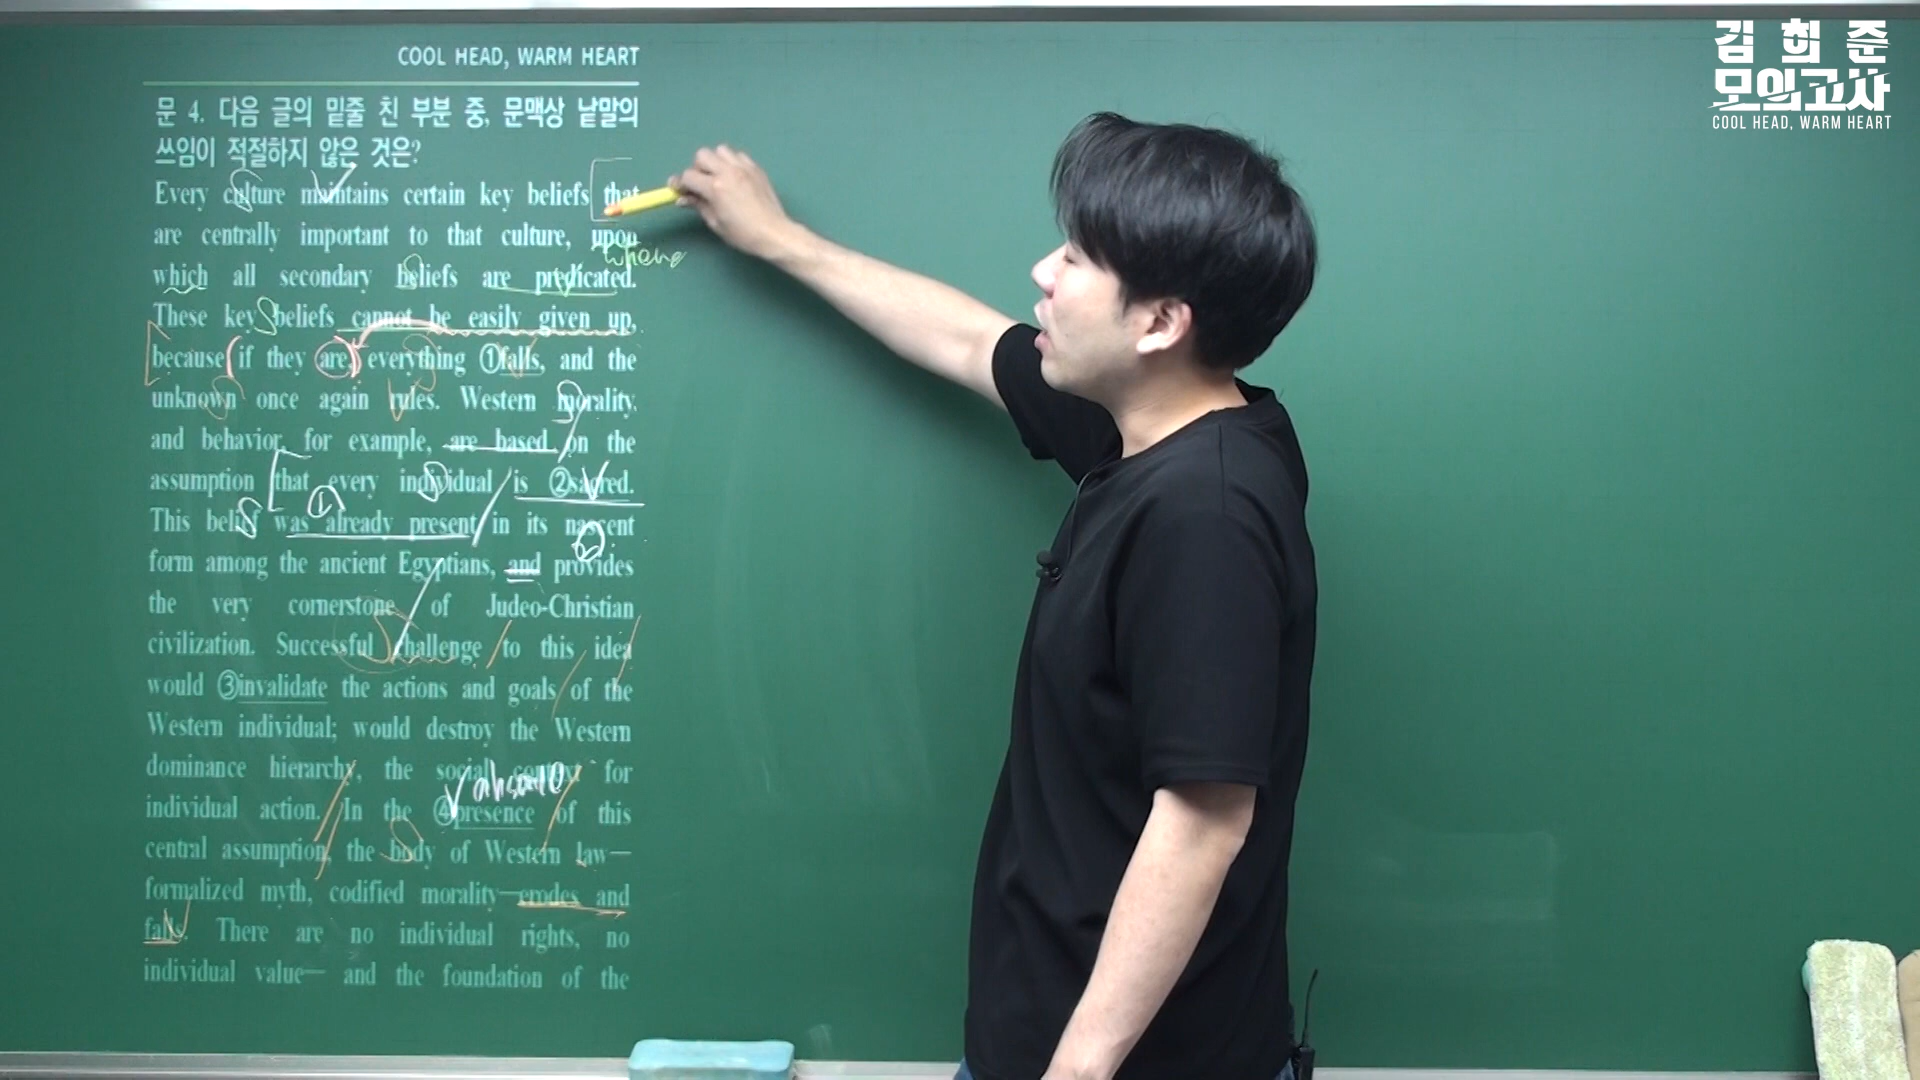 COOL HEAD, WARM HEART
문 4. 다음 글의 밑줄 친 부분 중, 문맥상 낱말의
쓰임이 적절하지 않은 것은?
Every culture maintains certain key beliefs that
are centrally important to that culture, upon
where
which all secondary beliefs are predicated.
These key beliefs cannot be easily given up,
because if they are, everything ①falls, and the
unknown once again rules. Western morality,
and behavior, for example, are based on the
assumption that every individual is ②sacred.
This belief was already present in its nascent
form among the ancient Egyptians, and provides
the very cornerstone of Judeo-Christian
civilization. Successful challenge to this idea
would ③invalidate the actions and goals of the
Western individual; would destroy the Western
dominance hierarchy, the social context for
individual action. In the ④presence of this
central assumption, the body of Western law—
formalized myth, codified morality—erodes and
falls. There are no individual rights, no
individual value— and the foundation of the
김희준
모의고사
COOL HEAD, WARM HEART